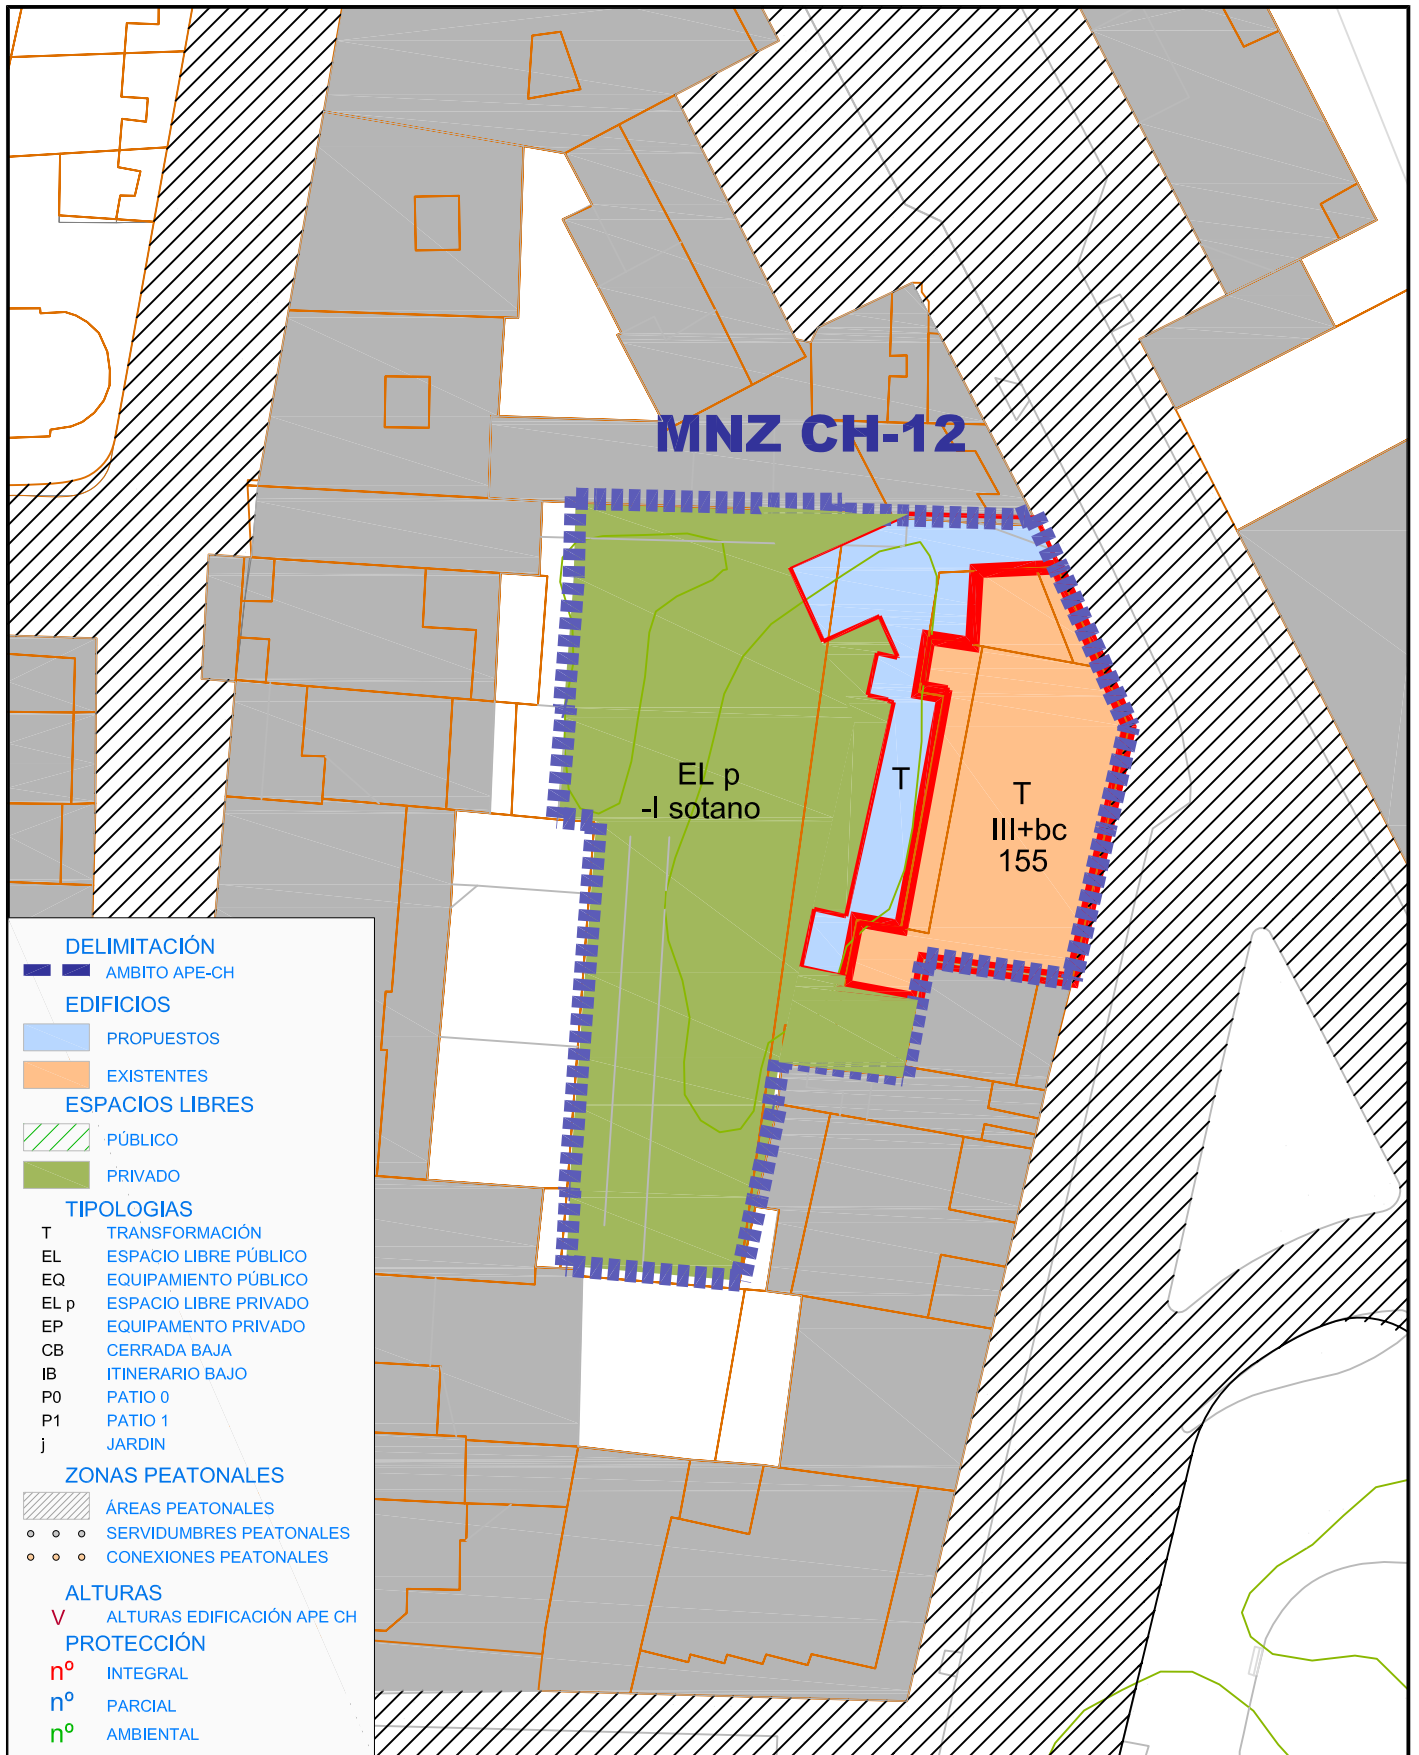 MNZ CH-12
EL p
-I sotano
T
T
III+bc
155
DELIMITACIÓN
AMBITO APE-CH
EDIFICIOS
PROPUESTOS
EXISTENTES
ESPACIOS LIBRES
PÚBLICO
PRIVADO
TIPOLOGIAS
T TRANSFORMACIÓN
EL ESPACIO LIBRE PÚBLICO
EQ EQUIPAMIENTO PÚBLICO
EL p ESPACIO LIBRE PRIVADO
EP EQUIPAMENTO PRIVADO
CB CERRADA BAJA
IB ITINERARIO BAJO
P0 PATIO 0
P1 PATIO 1
j JARDIN
ZONAS PEATONALES
ÁREAS PEATONALES
SERVIDUMBRES PEATONALES
CONEXIONES PEATONALES
ALTURAS
V ALTURAS EDIFICACIÓN APE CH
PROTECCIÓN
nº INTEGRAL
nº PARCIAL
nº AMBIENTAL